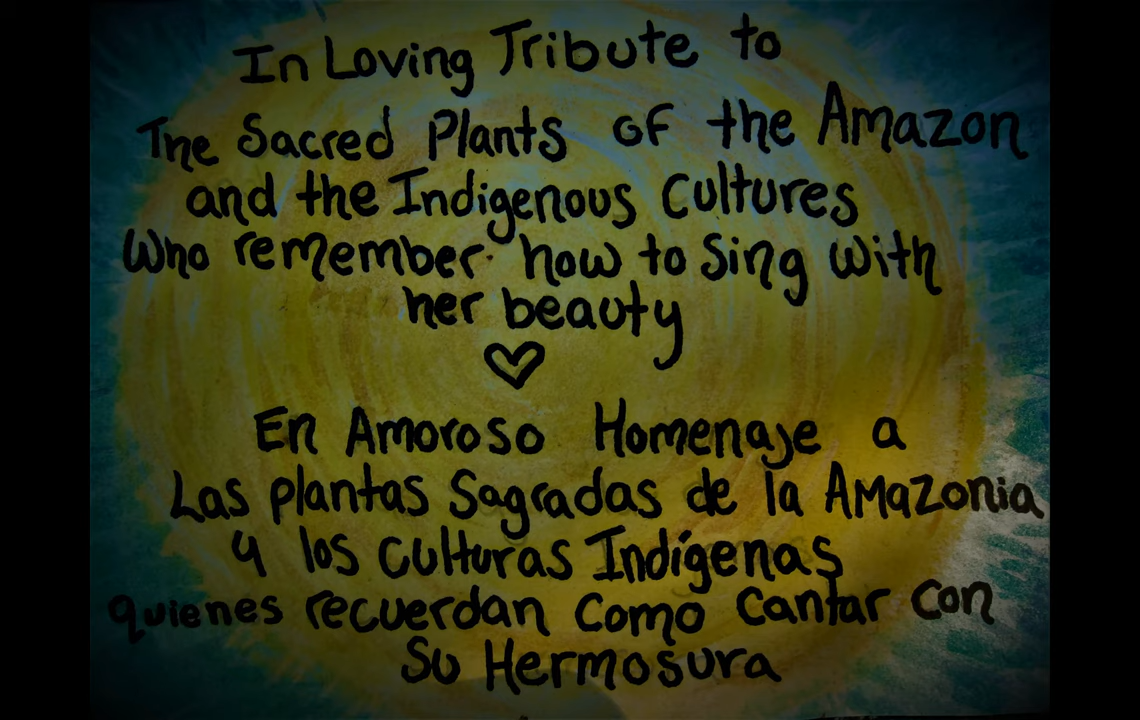 In Loving Tribute to
The Sacred Plants of the Amazon
and the Indigenous Cultures
Who remember how to Sing with
her beauty
En Amoroso Homenaje a
Las plantas Sagradas de la Amazonia
y los Culturas Indígenas
quienes recuerdan Como Cantar Con
Su Hermosura